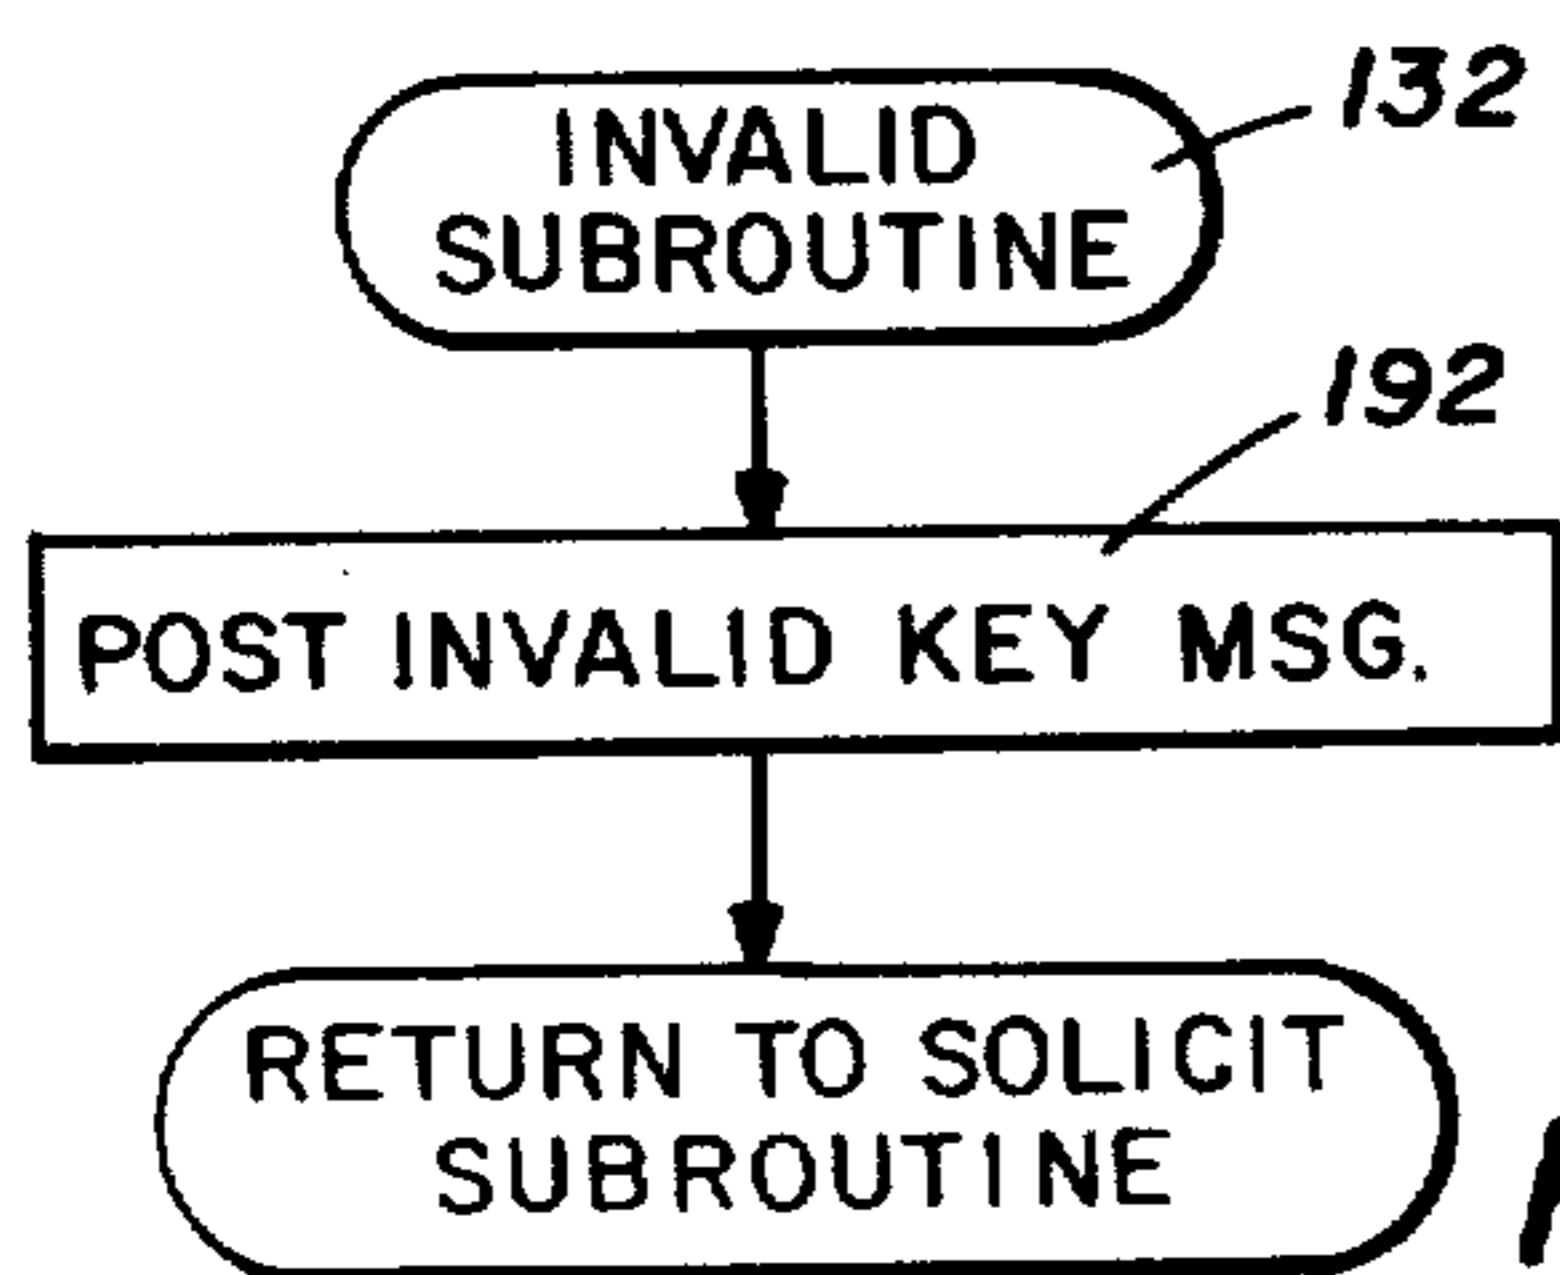 INVALID
SUBROUTINE
132
192
POST INVALID KEY MSG.
RETURN TO SOLICIT
SUBROUTINE